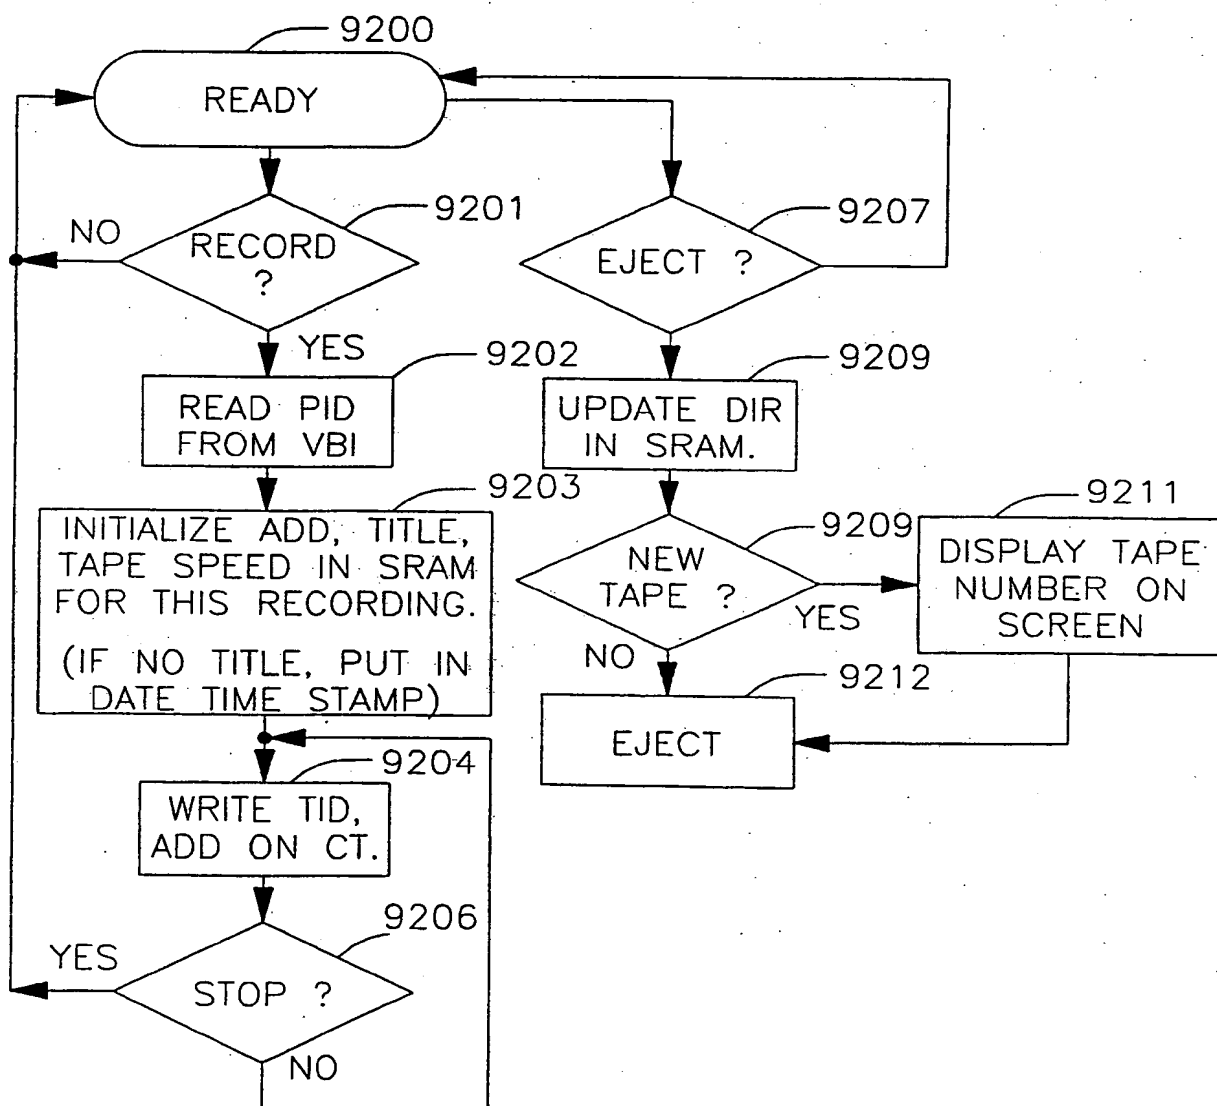 9200
READY
9201
NO
RECORD
?
YES
9202
READ PID
FROM VBI
9203
INITIALIZE ADD, TITLE,
TAPE SPEED IN SRAM
FOR THIS RECORDING.
(IF NO TITLE, PUT IN
DATE TIME STAMP)
9204
WRITE TID,
ADD ON CT.
9206
YES
STOP ?
NO
9207
EJECT ?
9209
UPDATE DIR
IN SRAM.
9209
NEW
TAPE ?
YES
NO
9211
DISPLAY TAPE
NUMBER ON
SCREEN
9212
EJECT